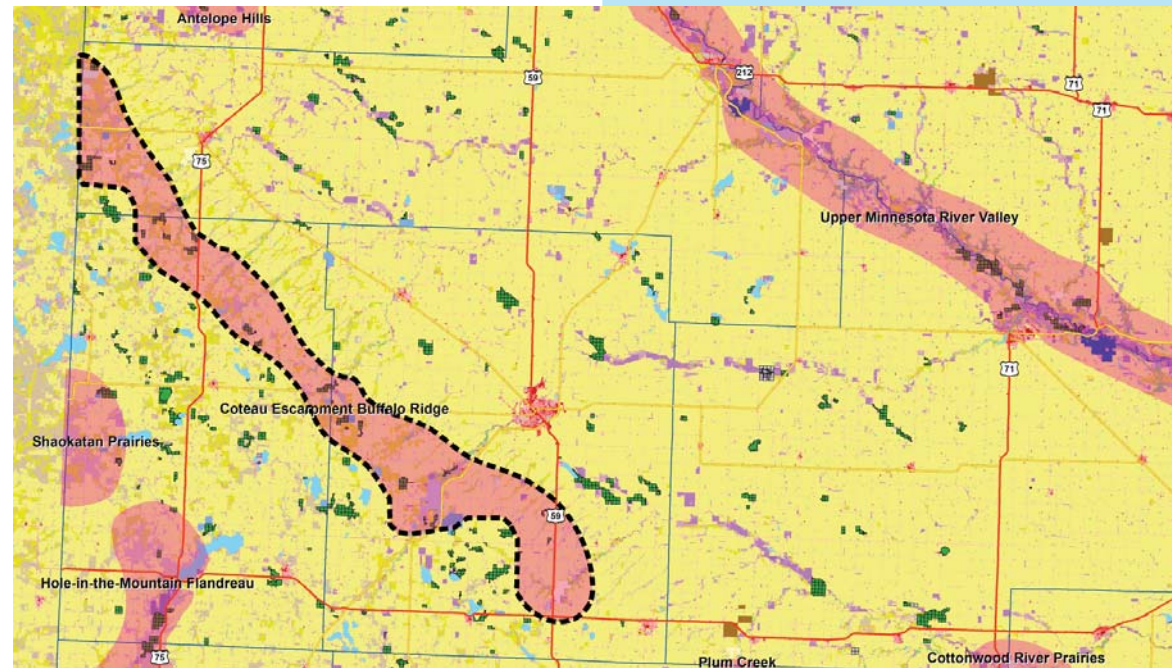 Antelope Hills
59
212
71
71
75
Upper Minnesota River Valley
71
Coteau Escarpment Buffalo Ridge
Shaokatan Prairies
59
Hole-in-the-Mountain Flandreau
75
Plum Creek
Cottonwood River Prairies